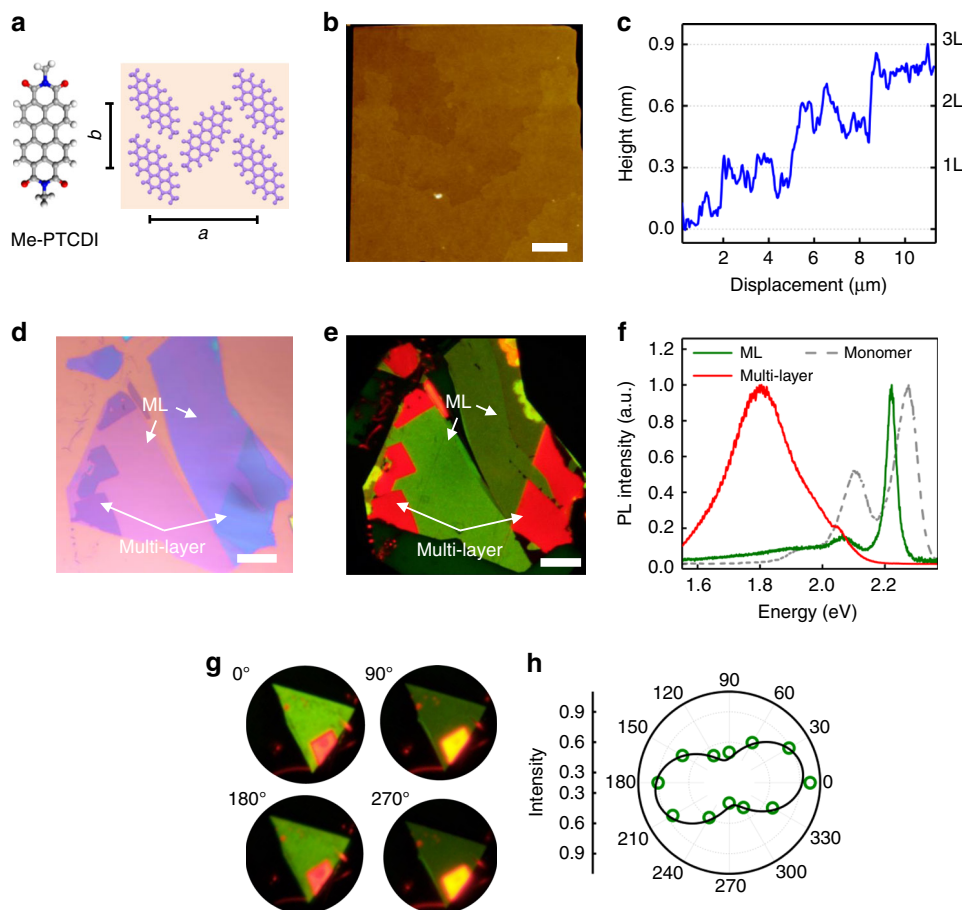 a
Me-PTCDI
b
a
b
c
Height (nm)
0.9
0.6
0.3
0.0
3L
2L
1L
2 4 6 8 10
Displacement (μm)
d
ML
Multi-layer
e
ML
Multi-layer
f
PL intensity (a.u.)
1.2
1.0
0.8
0.6
0.4
0.2
0.0
ML
Monomer
Multi-layer
1.6 1.8 2.0 2.2
Energy (eV)
g
0°
90°
180°
270°
h
Intensity
0.9
0.6
0.3
0.3
0.6
0.9
90
120 60
150 30
180 0
210 330
240 300
270